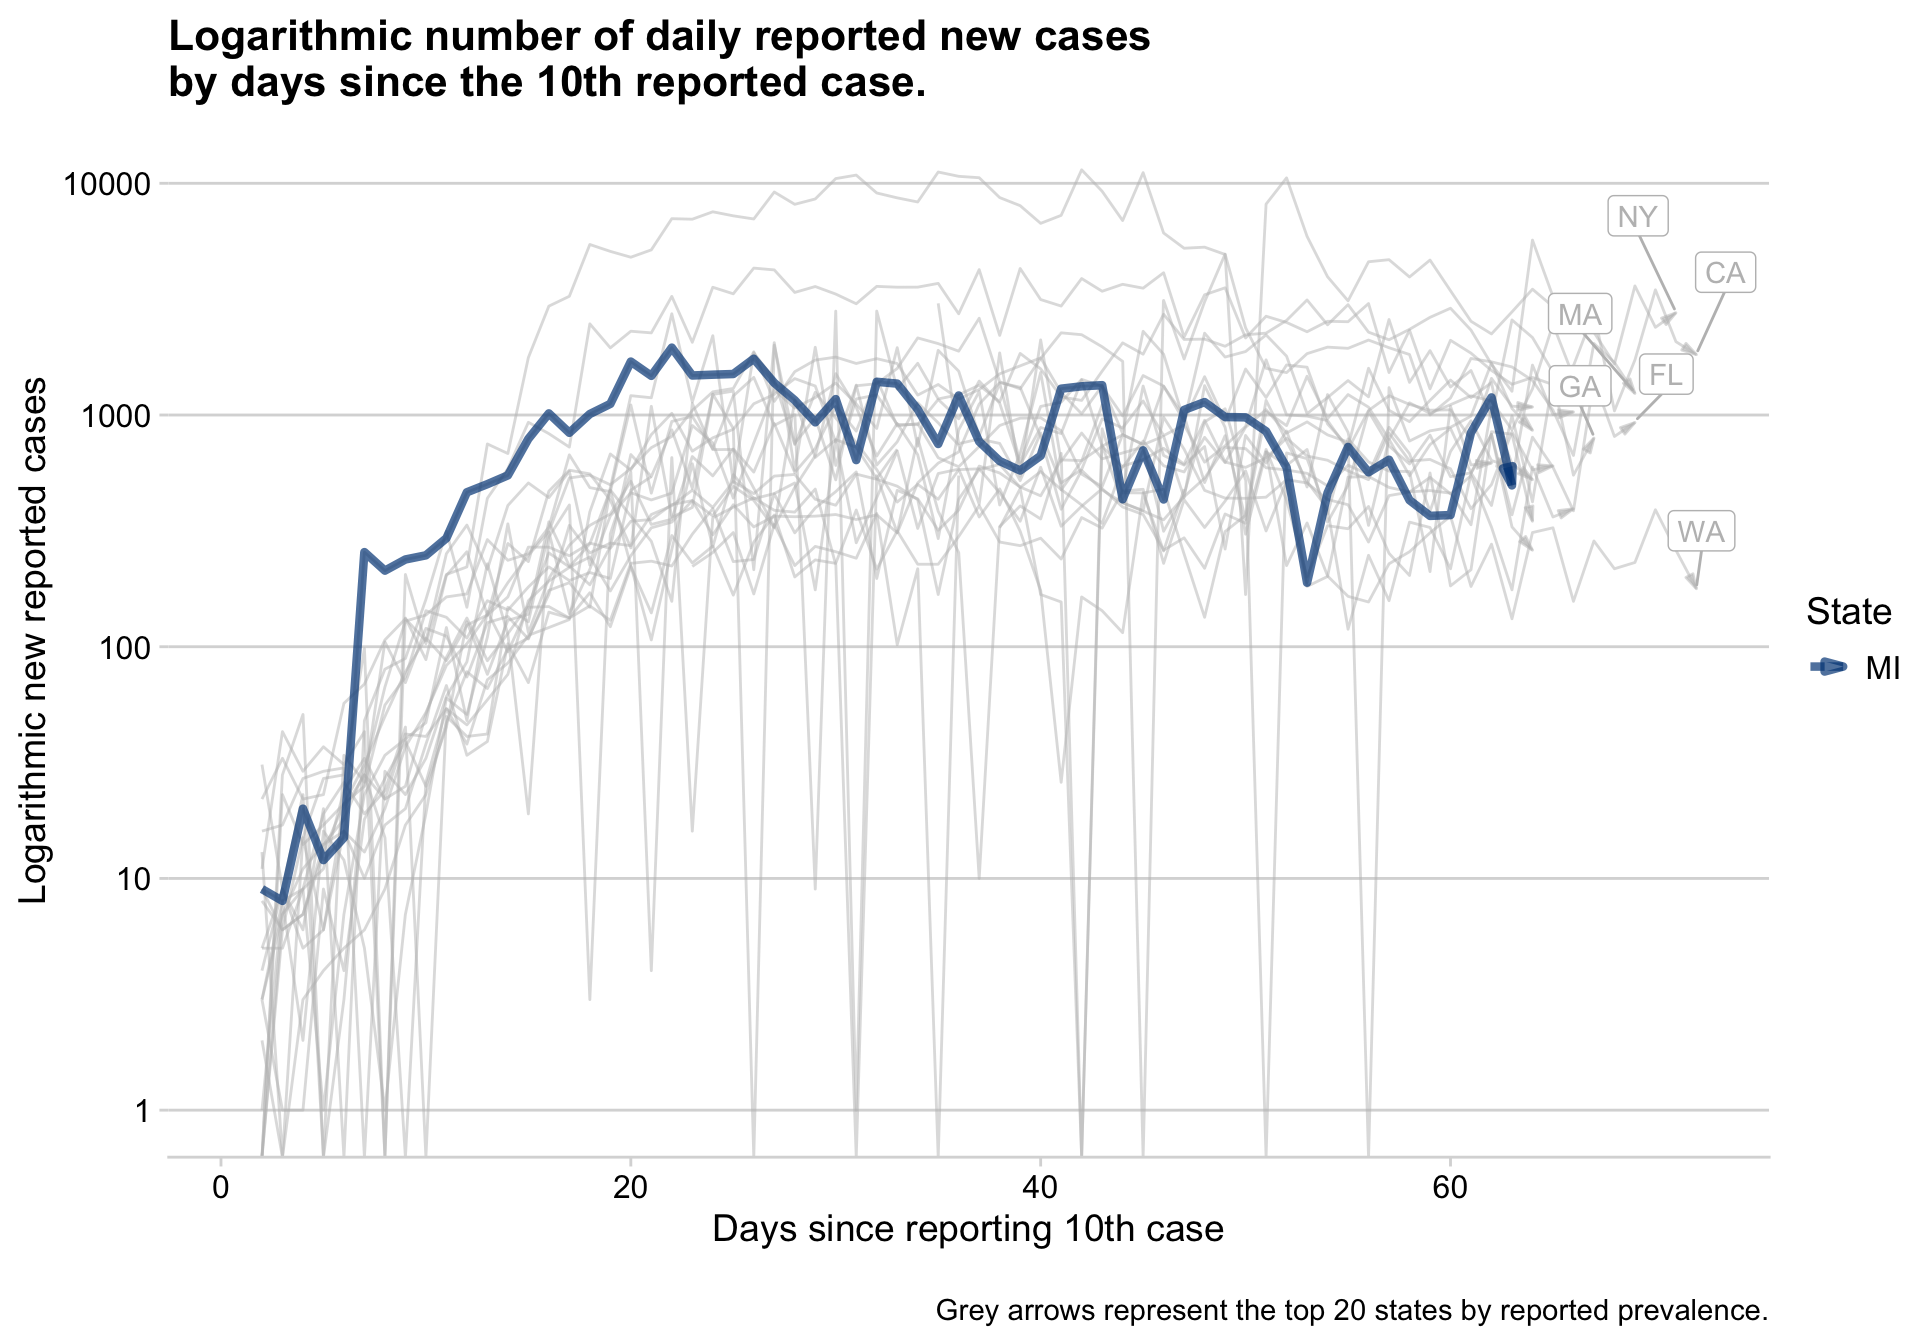 Logarithmic number of daily reported new cases
by days since the 10th reported case.
Logarithmic new reported cases
10000
1000
100
10
1
NY
CA
MA
FL
GA
WA
State
MI
0
20
40
60
Days since reporting 10th case
Grey arrows represent the top 20 states by reported prevalence.